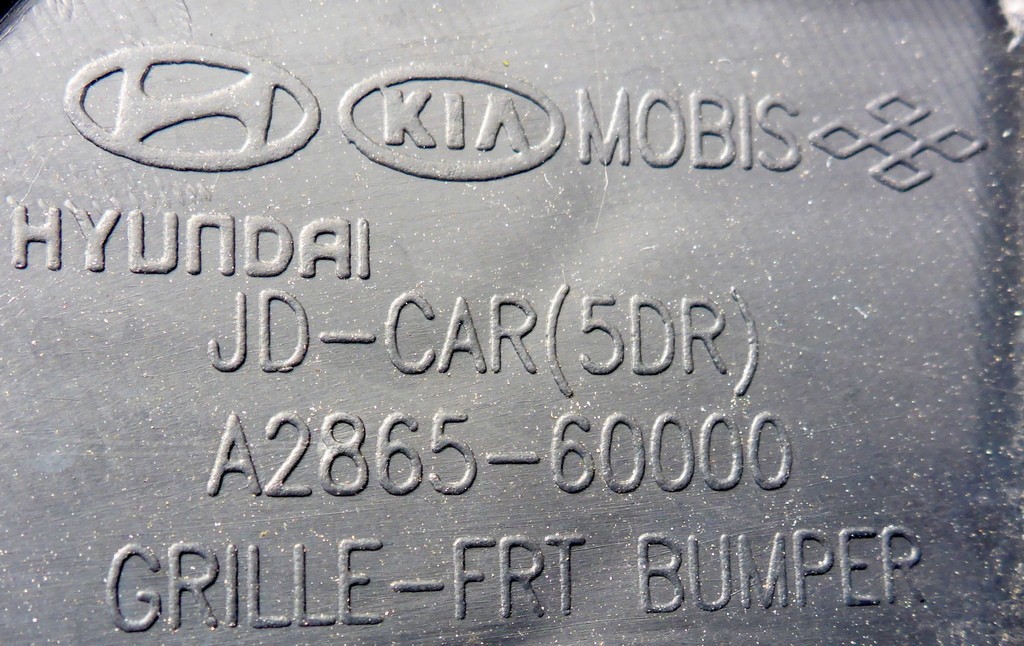 KIA MOBIS
HYUNDAI
JD-CAR(5DR)
A2865-60000
GRILLE-FRT BUMPER